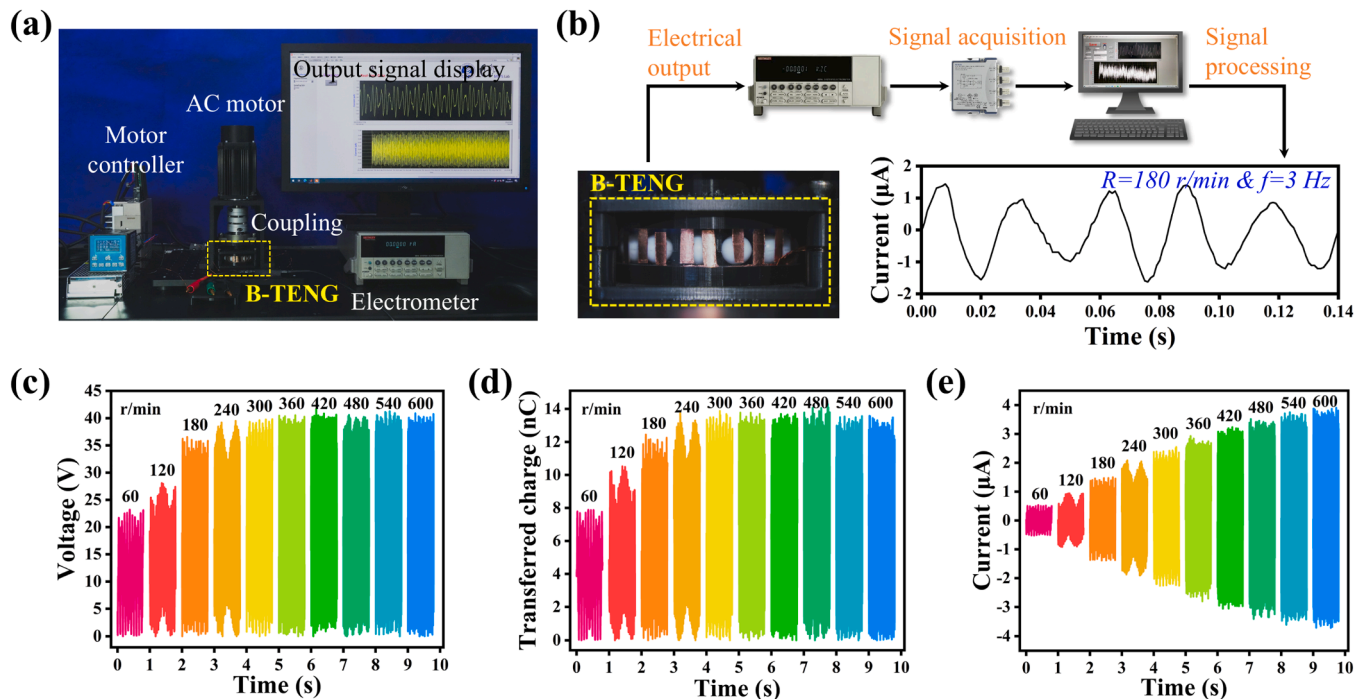 (a)
Output signal display
AC motor
Motor
controller
Coupling
B-TENG
Electrometer
(b)
Electrical
output
Signal acquisition
Signal
processing
B-TENG
R=180 r/min & f=3 Hz
Current (μA)
2
1
0
-1
-2
0.00 0.02 0.04 0.06 0.08 0.10 0.12 0.14
Time (s)
(c)
r/min
60 120 180 240 300 360 420 480 540 600
Voltage (V)
45
40
35
30
25
20
15
10
5
0
0 1 2 3 4 5 6 7 8 9 10
Time (s)
(d)
r/min
60 120 180 240 300 360 420 480 540 600
Transferred charge (nC)
14
12
10
8
6
4
2
0
0 1 2 3 4 5 6 7 8 9 10
Time (s)
(e)
r/min
60 120 180 240 300 360 420 480 540 600
Current (μA)
4
3
2
1
0
-1
-2
-3
-4
0 1 2 3 4 5 6 7 8 9 10
Time (s)